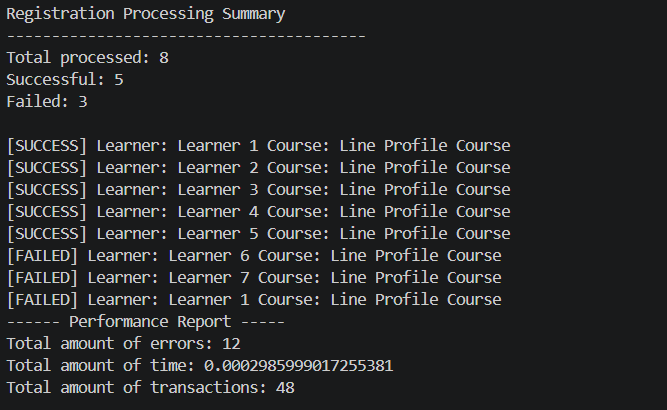 Registration Processing Summary
----------------------------------------
Total processed: 8
Successful: 5
Failed: 3

[SUCCESS] Learner: Learner 1 Course: Line Profile Course
[SUCCESS] Learner: Learner 2 Course: Line Profile Course
[SUCCESS] Learner: Learner 3 Course: Line Profile Course
[SUCCESS] Learner: Learner 4 Course: Line Profile Course
[SUCCESS] Learner: Learner 5 Course: Line Profile Course
[FAILED] Learner: Learner 6 Course: Line Profile Course
[FAILED] Learner: Learner 7 Course: Line Profile Course
[FAILED] Learner: Learner 1 Course: Line Profile Course
------ Performance Report -----
Total amount of errors: 12
Total amount of time: 0.0002985999017255381
Total amount of transactions: 48